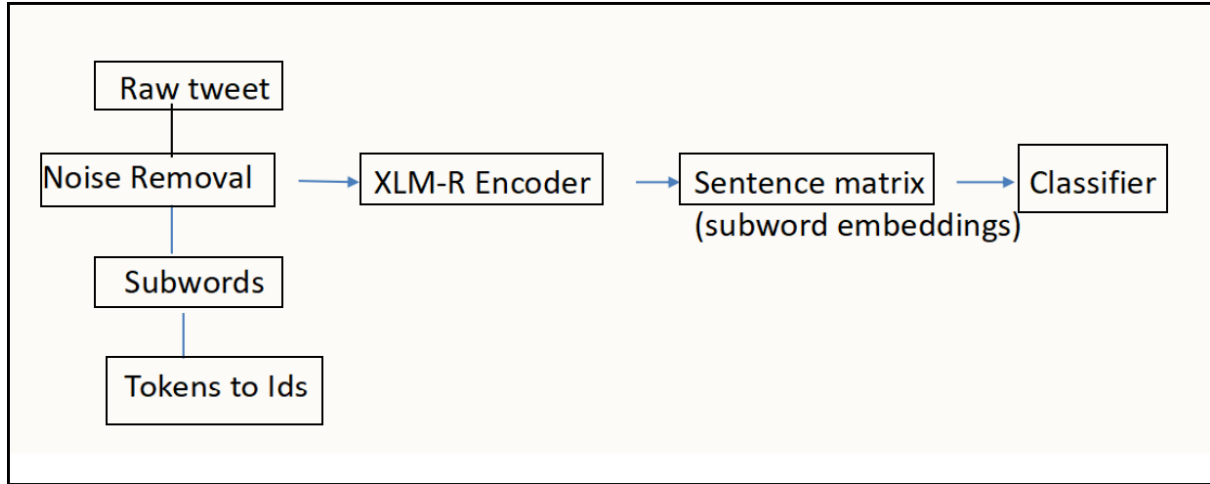 Raw tweet
Noise Removal
XLM-R Encoder
Sentence matrix
(subword embeddings)
Classifier
Subwords
Tokens to Ids